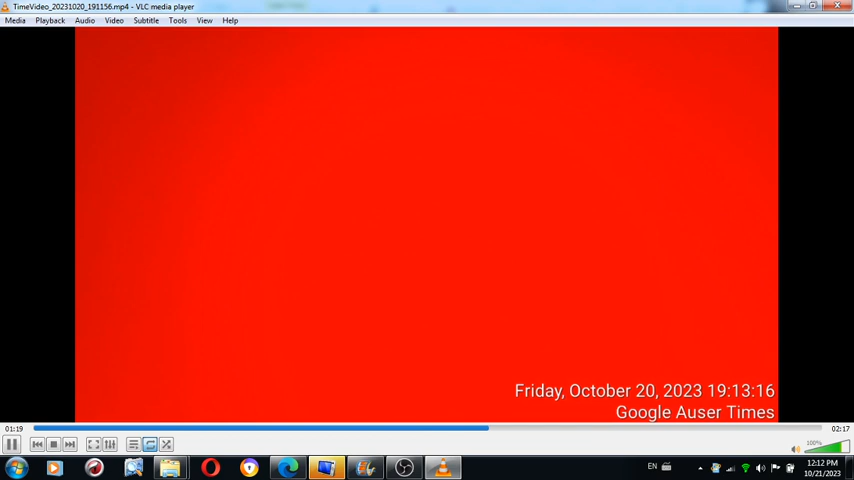 TimeVideo_20231020_191156.mp4 - VLC media player
Media Playback Audio Video Subtitle Tools View Help
Friday, October 20, 2023 19:13:16
Google Auser Times
01:19
02:17
100%
EN
12:12 PM
10/21/2023